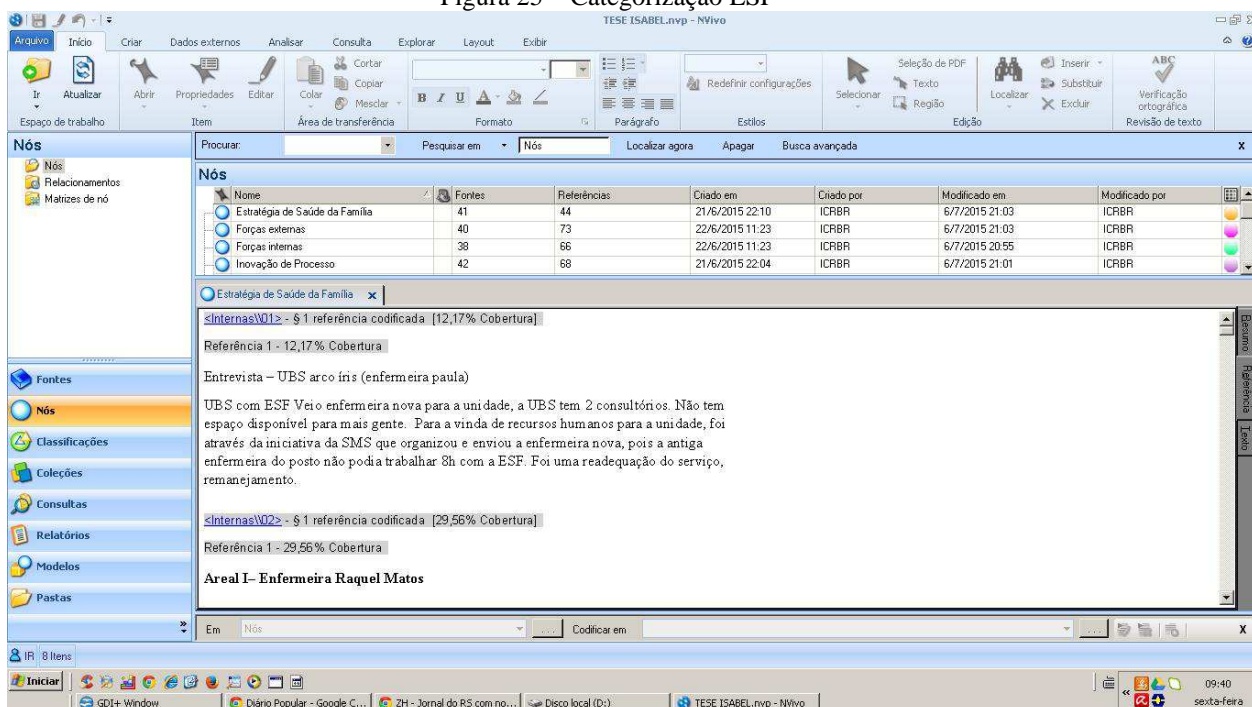 Figura 25 – Categorização ESF
TESE ISABEL.nvp - NVivo
Arquivo Início Criar Dados externos Analisar Consulta Explorar Layout Exibir
Ir Atualizar Abrir Propriedades Editar Colar Cortar Copiar Mesclar
B I U A
Redefinir configurações
Selecionar Seleção de PDF Texto Região Localizar Inserir Substituir Excluir
ABC Verificação ortográfica
Espaço de trabalho Item Área de transferência Formato Parágrafo Estilos Edição Revisão de texto
Nós
Nós
Relacionamentos
Matrizes de nó
Procurar: Pesquisar em Nós Localizar agora Apagar Busca avançada X
Nós
Nome Fontes Referências Criado em Criado por Modificado em Modificado por
Estratégia de Saúde da Família 41 44 21/6/2015 22:10 ICRBR 6/7/2015 21:03 ICRBR
Forças externas 40 73 22/6/2015 11:23 ICRBR 6/7/2015 21:03 ICRBR
Forças internas 38 66 22/6/2015 11:23 ICRBR 6/7/2015 20:55 ICRBR
Inovação de Processo 42 68 21/6/2015 22:04 ICRBR 6/7/2015 21:01 ICRBR
Estratégia de Saúde da Família x
<Internas\\01> - § 1 referência codificada [12,17% Cobertura]
Referência 1 - 12,17% Cobertura
Entrevista – UBS arco íris (enfermeira paula)
UBS com ESF Veio enfermeira nova para a unidade, a UBS tem 2 consultórios. Não tem
espaço disponível para mais gente. Para a vinda de recursos humanos para a unidade, foi
através da iniciativa da SMS que organizou e enviou a enfermeira nova, pois a antiga
enfermeira do posto não podia trabalhar 8h com a ESF. Foi uma readequação do serviço,
remanejamento.
<Internas\\02> - § 1 referência codificada [29,56% Cobertura]
Referência 1 - 29,56% Cobertura
Areal I– Enfermeira Raquel Matos
Resumo
Referência
Texto
Fontes
Nós
Classificações
Coleções
Consultas
Relatórios
Modelos
Pastas
Em Nós ... Codificar em ... X
IR 8 Itens
Iniciar
GDI+ Window Diário Popular - Google C... ZH - Jornal do RS com no... Disco local (D:) TESE ISABEL.nvp - NVivo
09:40
sexta-feira